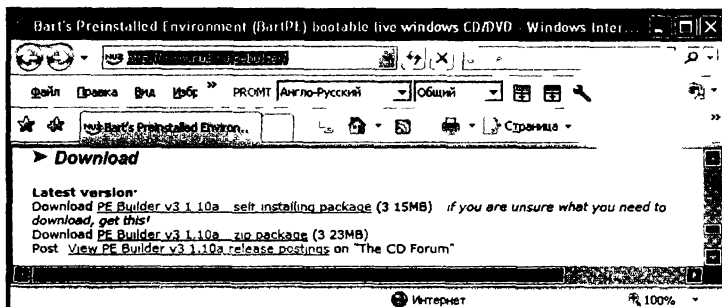 Bart's Preinstalled Environment (BartPE) bootable live windows CD/DVD - Windows Inter...
Файл Правка Вид Избр » PROMT Англо-Русский Общий
Bart's Preinstalled Environ... Страница
➤ Download
Latest version:
Download PE Builder v3 1 10a self installing package (3 15MB) if you are unsure what you need to
download, get this!
Download PE Builder v3 1.10a zip package (3 23MB)
Post View PE Builder v3 1.10a release postings on "The CD Forum"
Интернет 100%